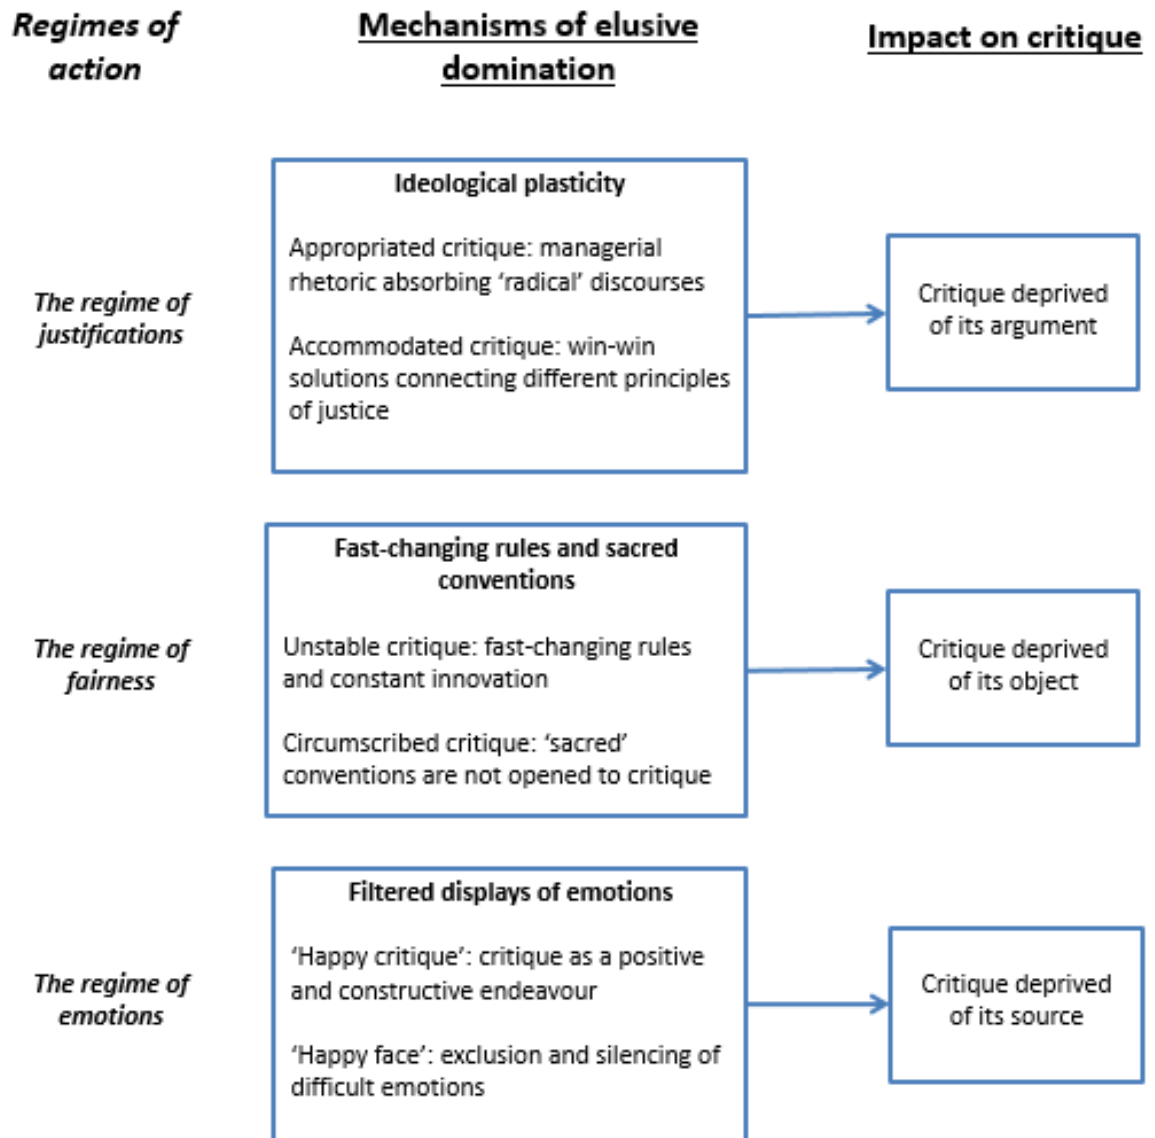 Regimes of
action
Mechanisms of elusive
domination
Impact on critique
The regime of
justifications
Ideological plasticity
Appropriated critique: managerial
rhetoric absorbing ‘radical’ discourses
Accommodated critique: win-win
solutions connecting different principles
of justice
Critique deprived
of its argument
The regime of
fairness
Fast-changing rules and sacred
conventions
Unstable critique: fast-changing rules
and constant innovation
Circumscribed critique: ‘sacred’
conventions are not opened to critique
Critique deprived
of its object
The regime of
emotions
Filtered displays of emotions
‘Happy critique’: critique as a positive
and constructive endeavour
‘Happy face’: exclusion and silencing of
difficult emotions
Critique deprived
of its source